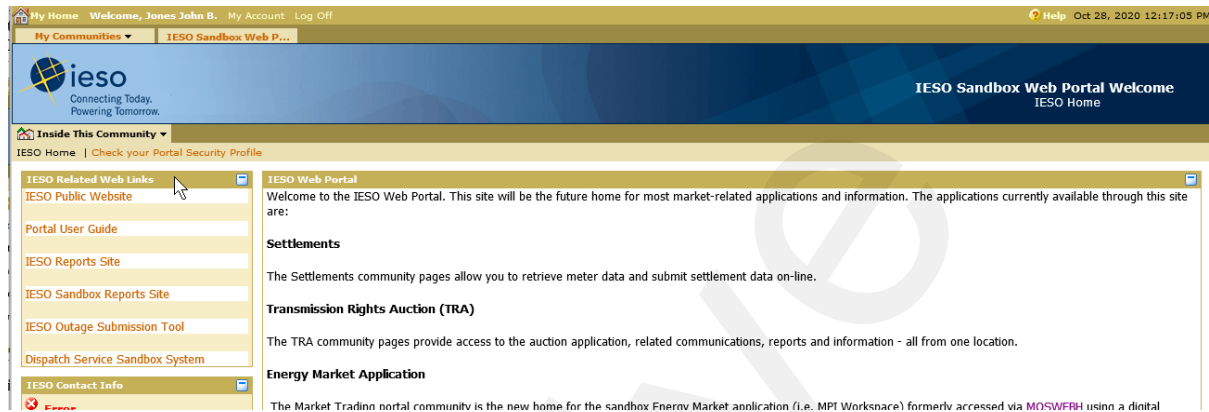 My Home Welcome, Jones John B. My Account Log Off
Help Oct 28, 2020 12:17:05 PM
My Communities
IESO Sandbox Web P...
ieso
Connecting Today.
Powering Tomorrow.
IESO Sandbox Web Portal Welcome
IESO Home
Inside This Community
IESO Home | Check your Portal Security Profile
IESO Related Web Links
IESO Public Website
Portal User Guide
IESO Reports Site
IESO Sandbox Reports Site
IESO Outage Submission Tool
Dispatch Service Sandbox System
IESO Contact Info
Error
IESO Web Portal
Welcome to the IESO Web Portal. This site will be the future home for most market-related applications and information. The applications currently available through this site
are:
Settlements
The Settlements community pages allow you to retrieve meter data and submit settlement data on-line.
Transmission Rights Auction (TRA)
The TRA community pages provide access to the auction application, related communications, reports and information - all from one location.
Energy Market Application
The Market Trading portal community is the new home for the sandbox Energy Market application (i.e. MPI Workspace) formerly accessed via MOSWEBH using a digital